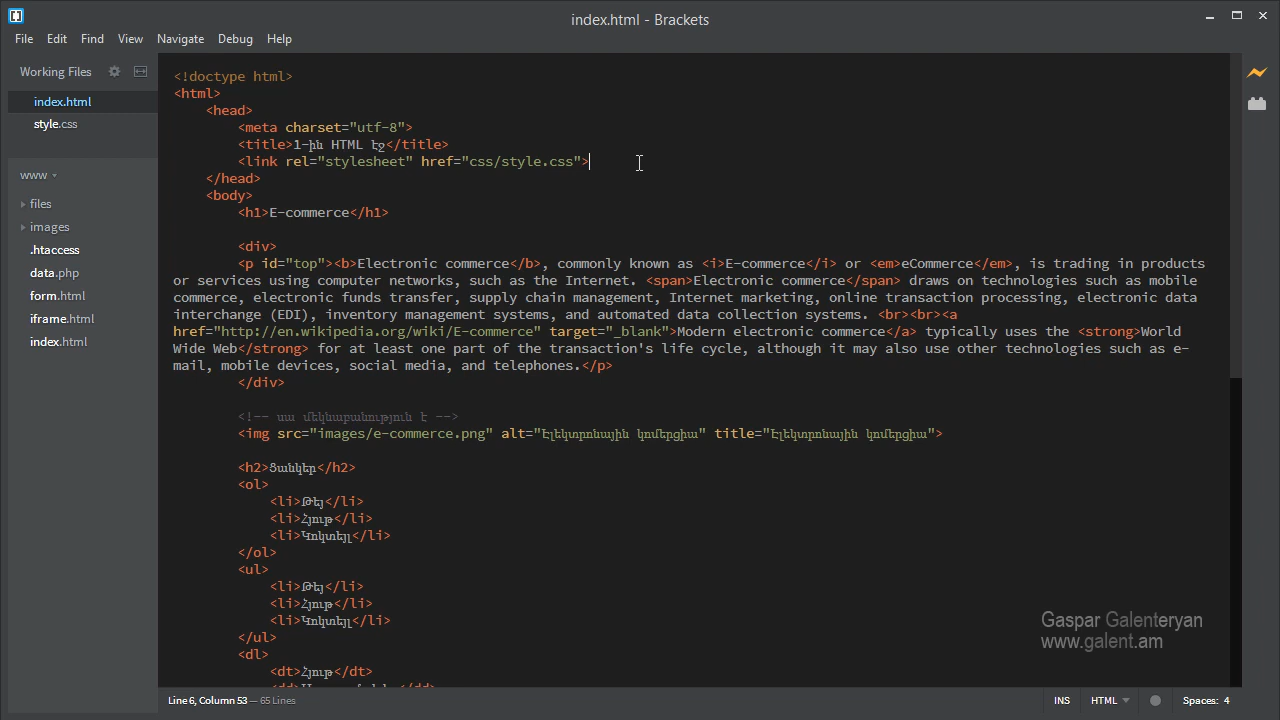 index.html - Brackets
File Edit Find View Navigate Debug Help
Working Files
index.html
style.css
www
files
images
.htaccess
data.php
form.html
iframe.html
index.html
<!doctype html>
<html>
<head>
<meta charset="utf-8">
<title>1-ին HTML էջ</title>
<link rel="stylesheet" href="css/style.css">
</head>
<body>
<h1>E-commerce</h1>
<div>
<p id="top"><b>Electronic commerce</b>, commonly known as <i>E-commerce</i> or <em>eCommerce</em>, is trading in products
or services using computer networks, such as the Internet. <span>Electronic commerce</span> draws on technologies such as mobile
commerce, electronic funds transfer, supply chain management, Internet marketing, online transaction processing, electronic data
interchange (EDI), inventory management systems, and automated data collection systems. <br><br><a
href="http://en.wikipedia.org/wiki/E-commerce" target="_blank">Modern electronic commerce</a> typically uses the <strong>World
Wide Web</strong> for at least one part of the transaction's life cycle, although it may also use other technologies such as e-
mail, mobile devices, social media, and telephones.</p>
</div>
<!-- սա մեկնաբանություն է -->
<img src="images/e-commerce.png" alt="Էլեկտրոնային կոմերցիա" title="Էլեկտրոնային կոմերցիա">
<h2>Ցանկեր</h2>
<ol>
<li>Թեյ</li>
<li>Հյութ</li>
<li>Կոկտեյլ</li>
</ol>
<ul>
<li>Թեյ</li>
<li>Հյութ</li>
<li>Կոկտեյլ</li>
</ul>
<dl>
<dt>Հյութ</dt>
Gaspar Galenteryan
www.galent.am
Line 6, Column 53 — 65 Lines
INS HTML Spaces: 4